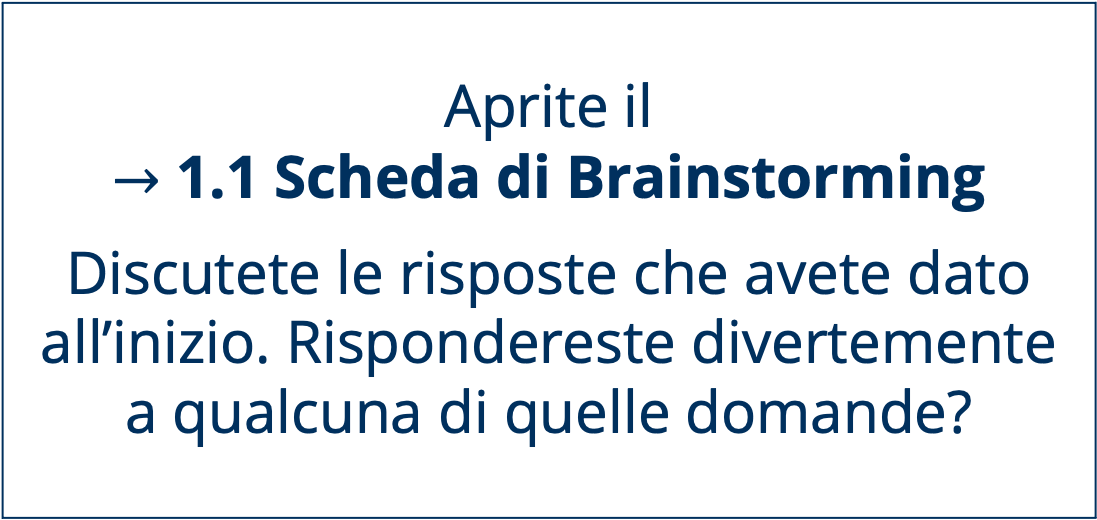 Aprite il
→ 1.1 Scheda di Brainstorming
Discutete le risposte che avete dato
all’inizio. Rispondereste divertemente
a qualcuna di quelle domande?